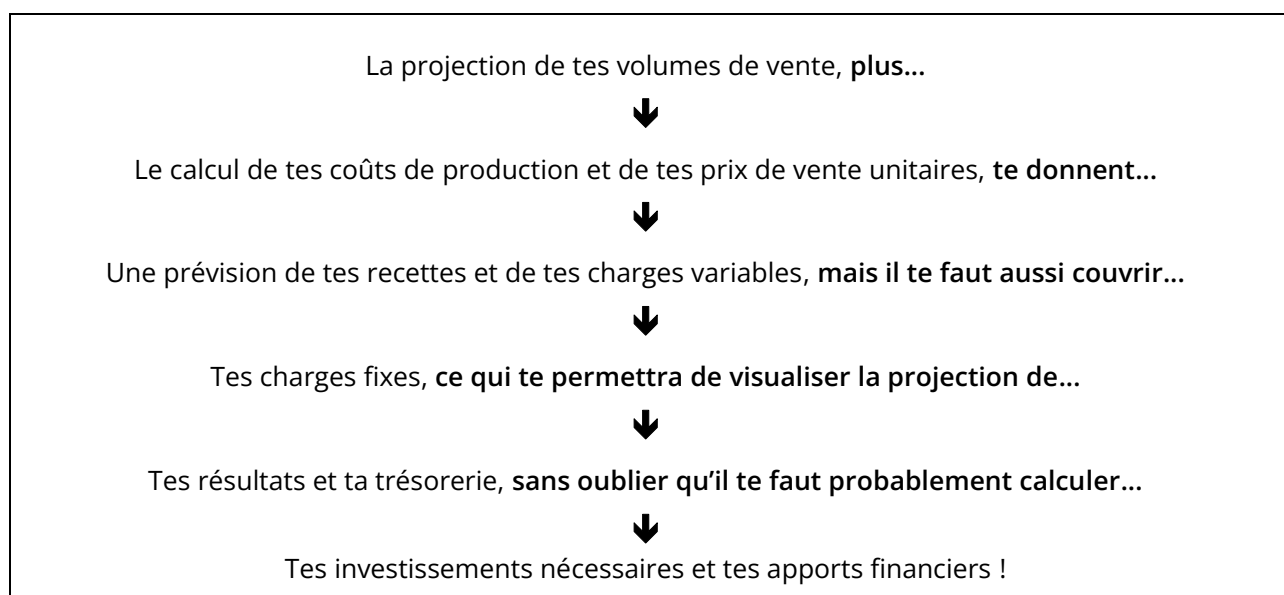 La projection de tes volumes de vente, plus…
Le calcul de tes coûts de production et de tes prix de vente unitaires, te donnent…
Une prévision de tes recettes et de tes charges variables, mais il te faut aussi couvrir…
Tes charges fixes, ce qui te permettra de visualiser la projection de…
Tes résultats et ta trésorerie, sans oublier qu’il te faut probablement calculer…
Tes investissements nécessaires et tes apports financiers !